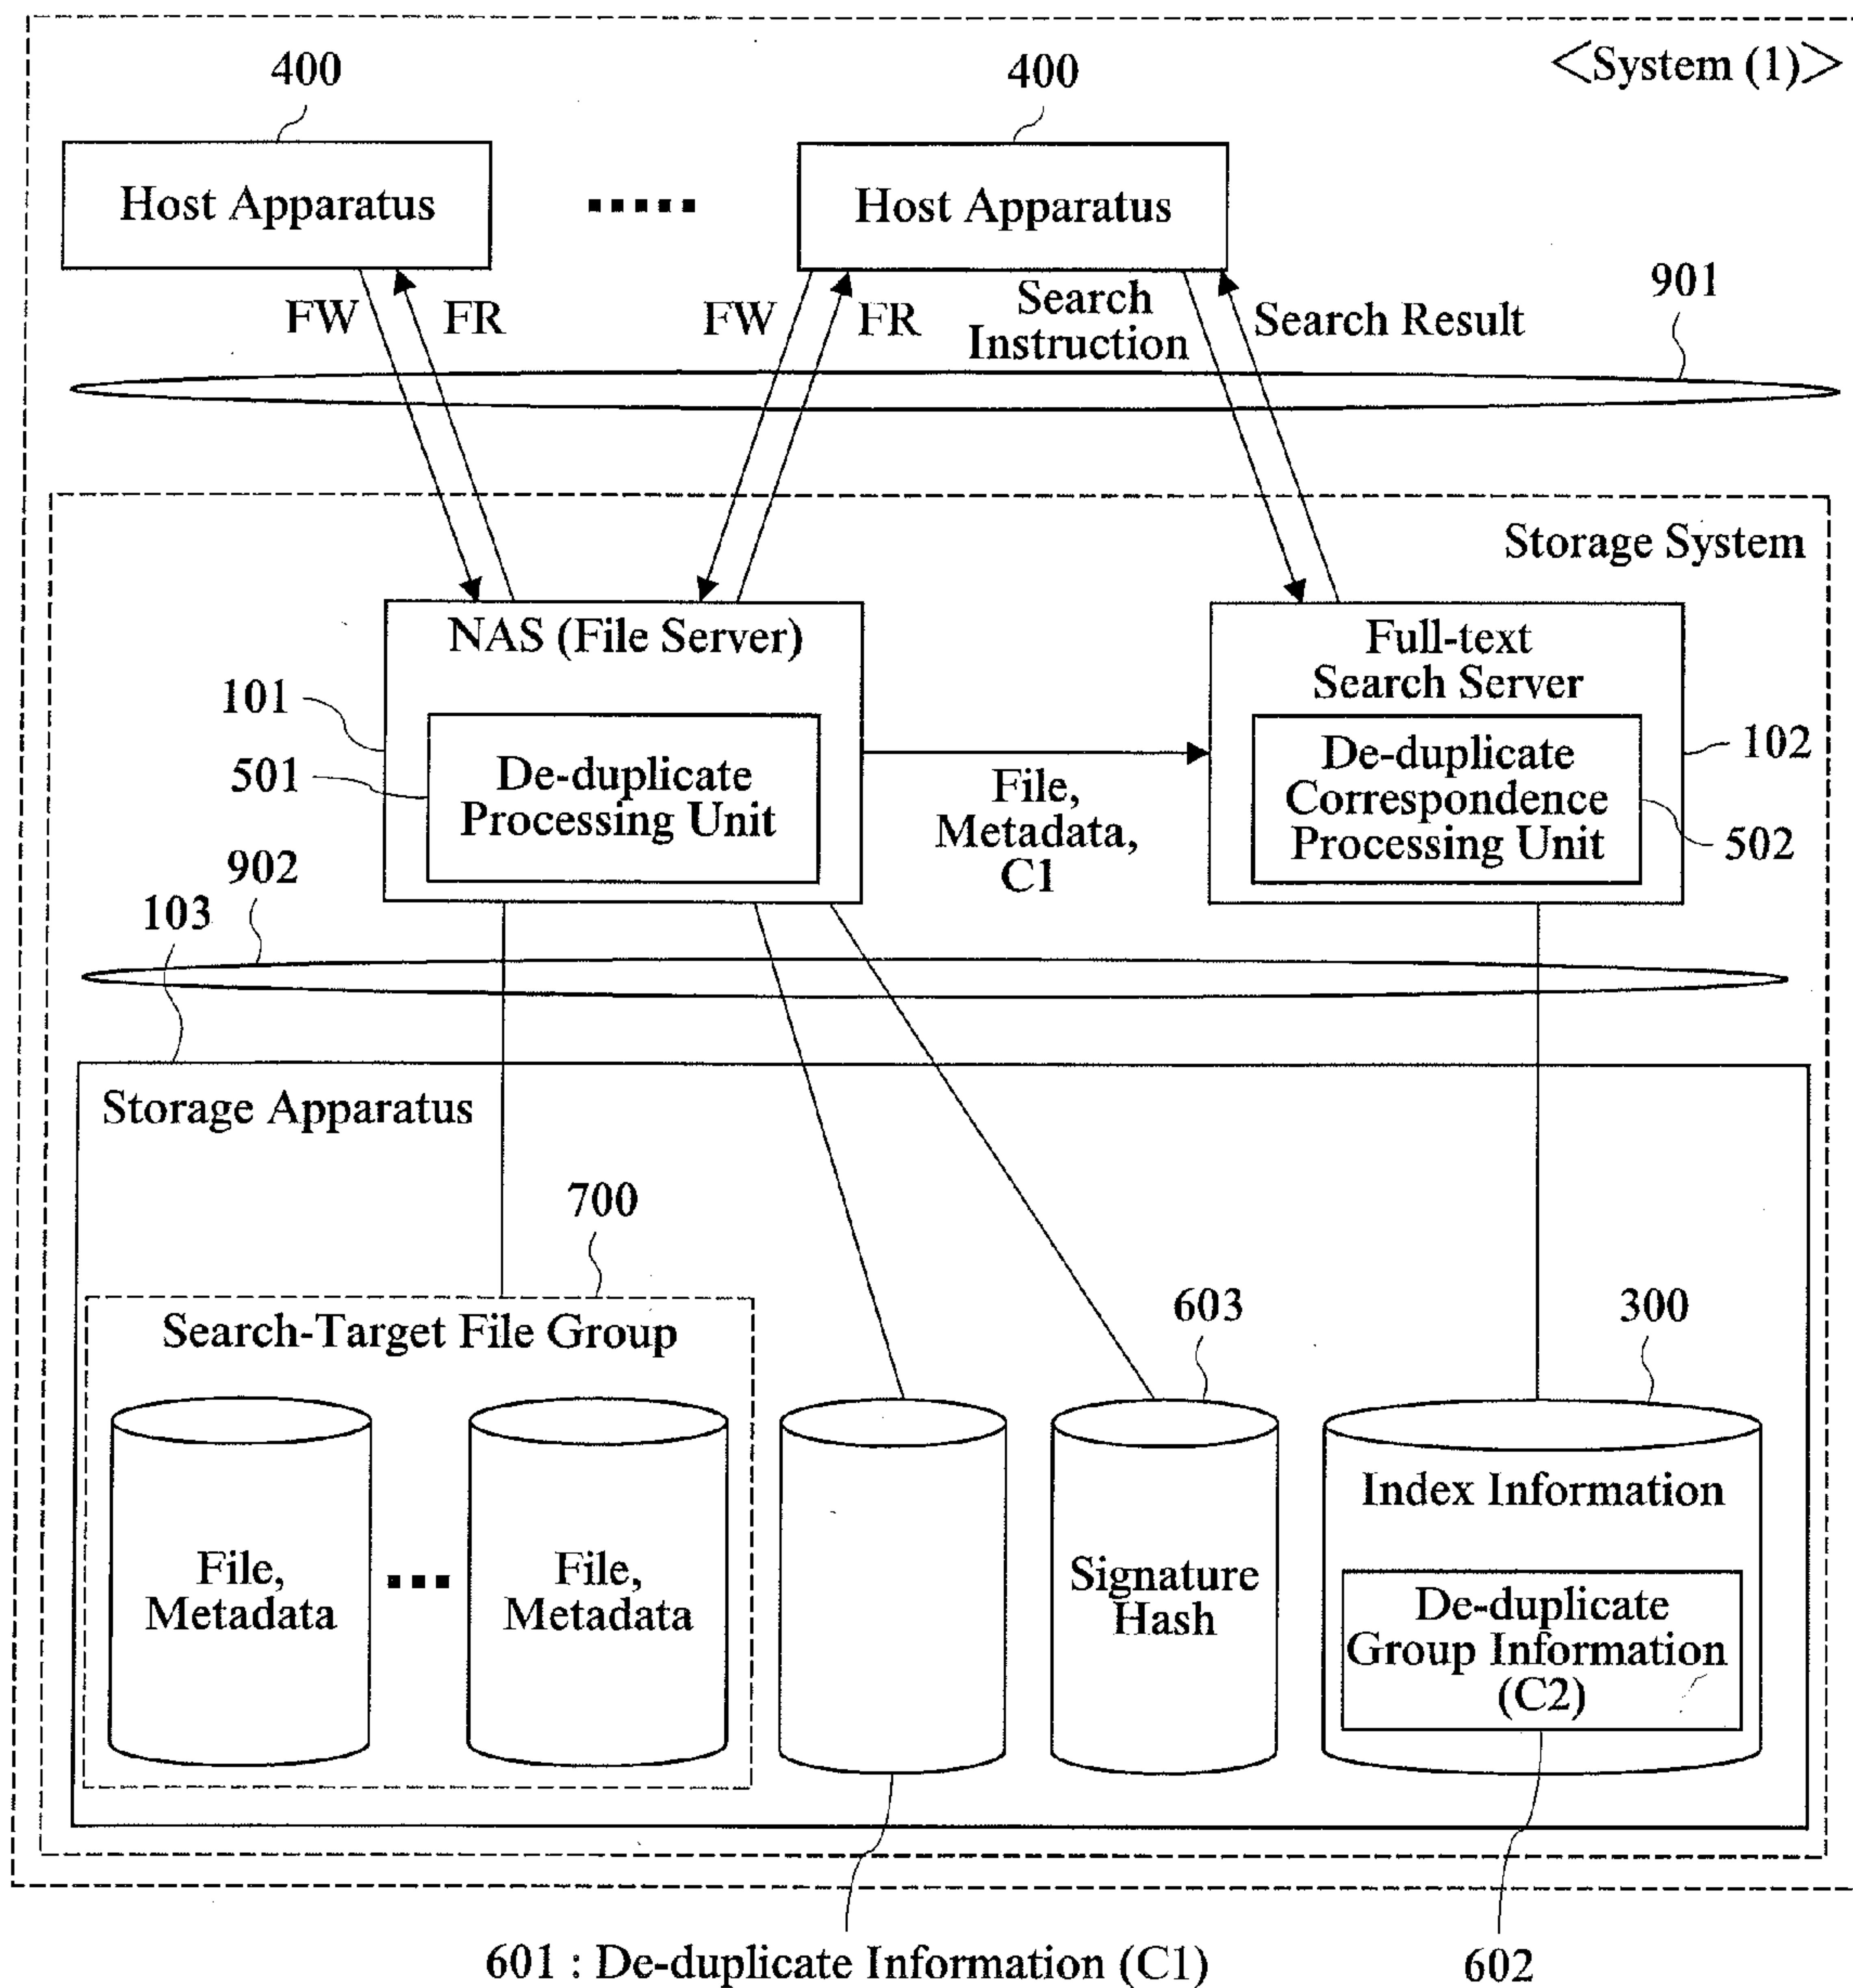 <System (1)>
400
400
Host Apparatus
.....
Host Apparatus
901
FW
FR
FW
FR
Search
Instruction
Search Result
Storage System
NAS (File Server)
Full-text
Search Server
101
102
501
De-duplicate
Processing Unit
File,
Metadata,
C1
De-duplicate
Correspondence
Processing Unit
502
902
103
Storage Apparatus
700
603
300
Search-Target File Group
Index Information
File,
Metadata
...
File,
Metadata
Signature
Hash
De-duplicate
Group Information
(C2)
601 : De-duplicate Information (C1)
602